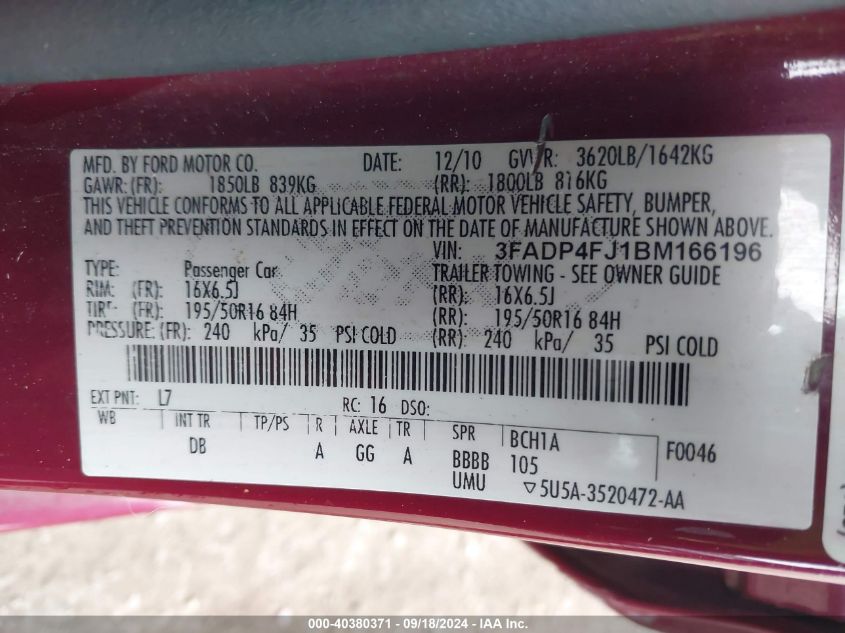 MFD. BY FORD MOTOR CO. DATE: 12/10 GVWR: 3620LB/1642KG
GAWR: (FR): 1850LB 839KG (RR): 1800LB 816KG
THIS VEHICLE CONFORMS TO ALL APPLICABLE FEDERAL MOTOR VEHICLE SAFETY, BUMPER,
AND THEFT PREVENTION STANDARDS IN EFFECT ON THE DATE OF MANUFACTURE SHOWN ABOVE.
VIN: 3FADP4FJ1BM166196
TYPE: Passenger Car TRAILER TOWING - SEE OWNER GUIDE
RIM: (FR): 16X6.5J (RR): 16X6.5J
TIRE: (FR): 195/50R16 84H (RR): 195/50R16 84H
PRESSURE: (FR): 240 kPa/ 35 PSI COLD (RR): 240 kPa/ 35 PSI COLD
EXT PNT: L7 RC: 16 DSO:
WB INT TR TP/PS R AXLE TR SPR BCH1A F0046
DB A GG A BBBB 105
UMU ▽5U5A-3520472-AA
000-40380371 - 09/18/2024 - IAA Inc.